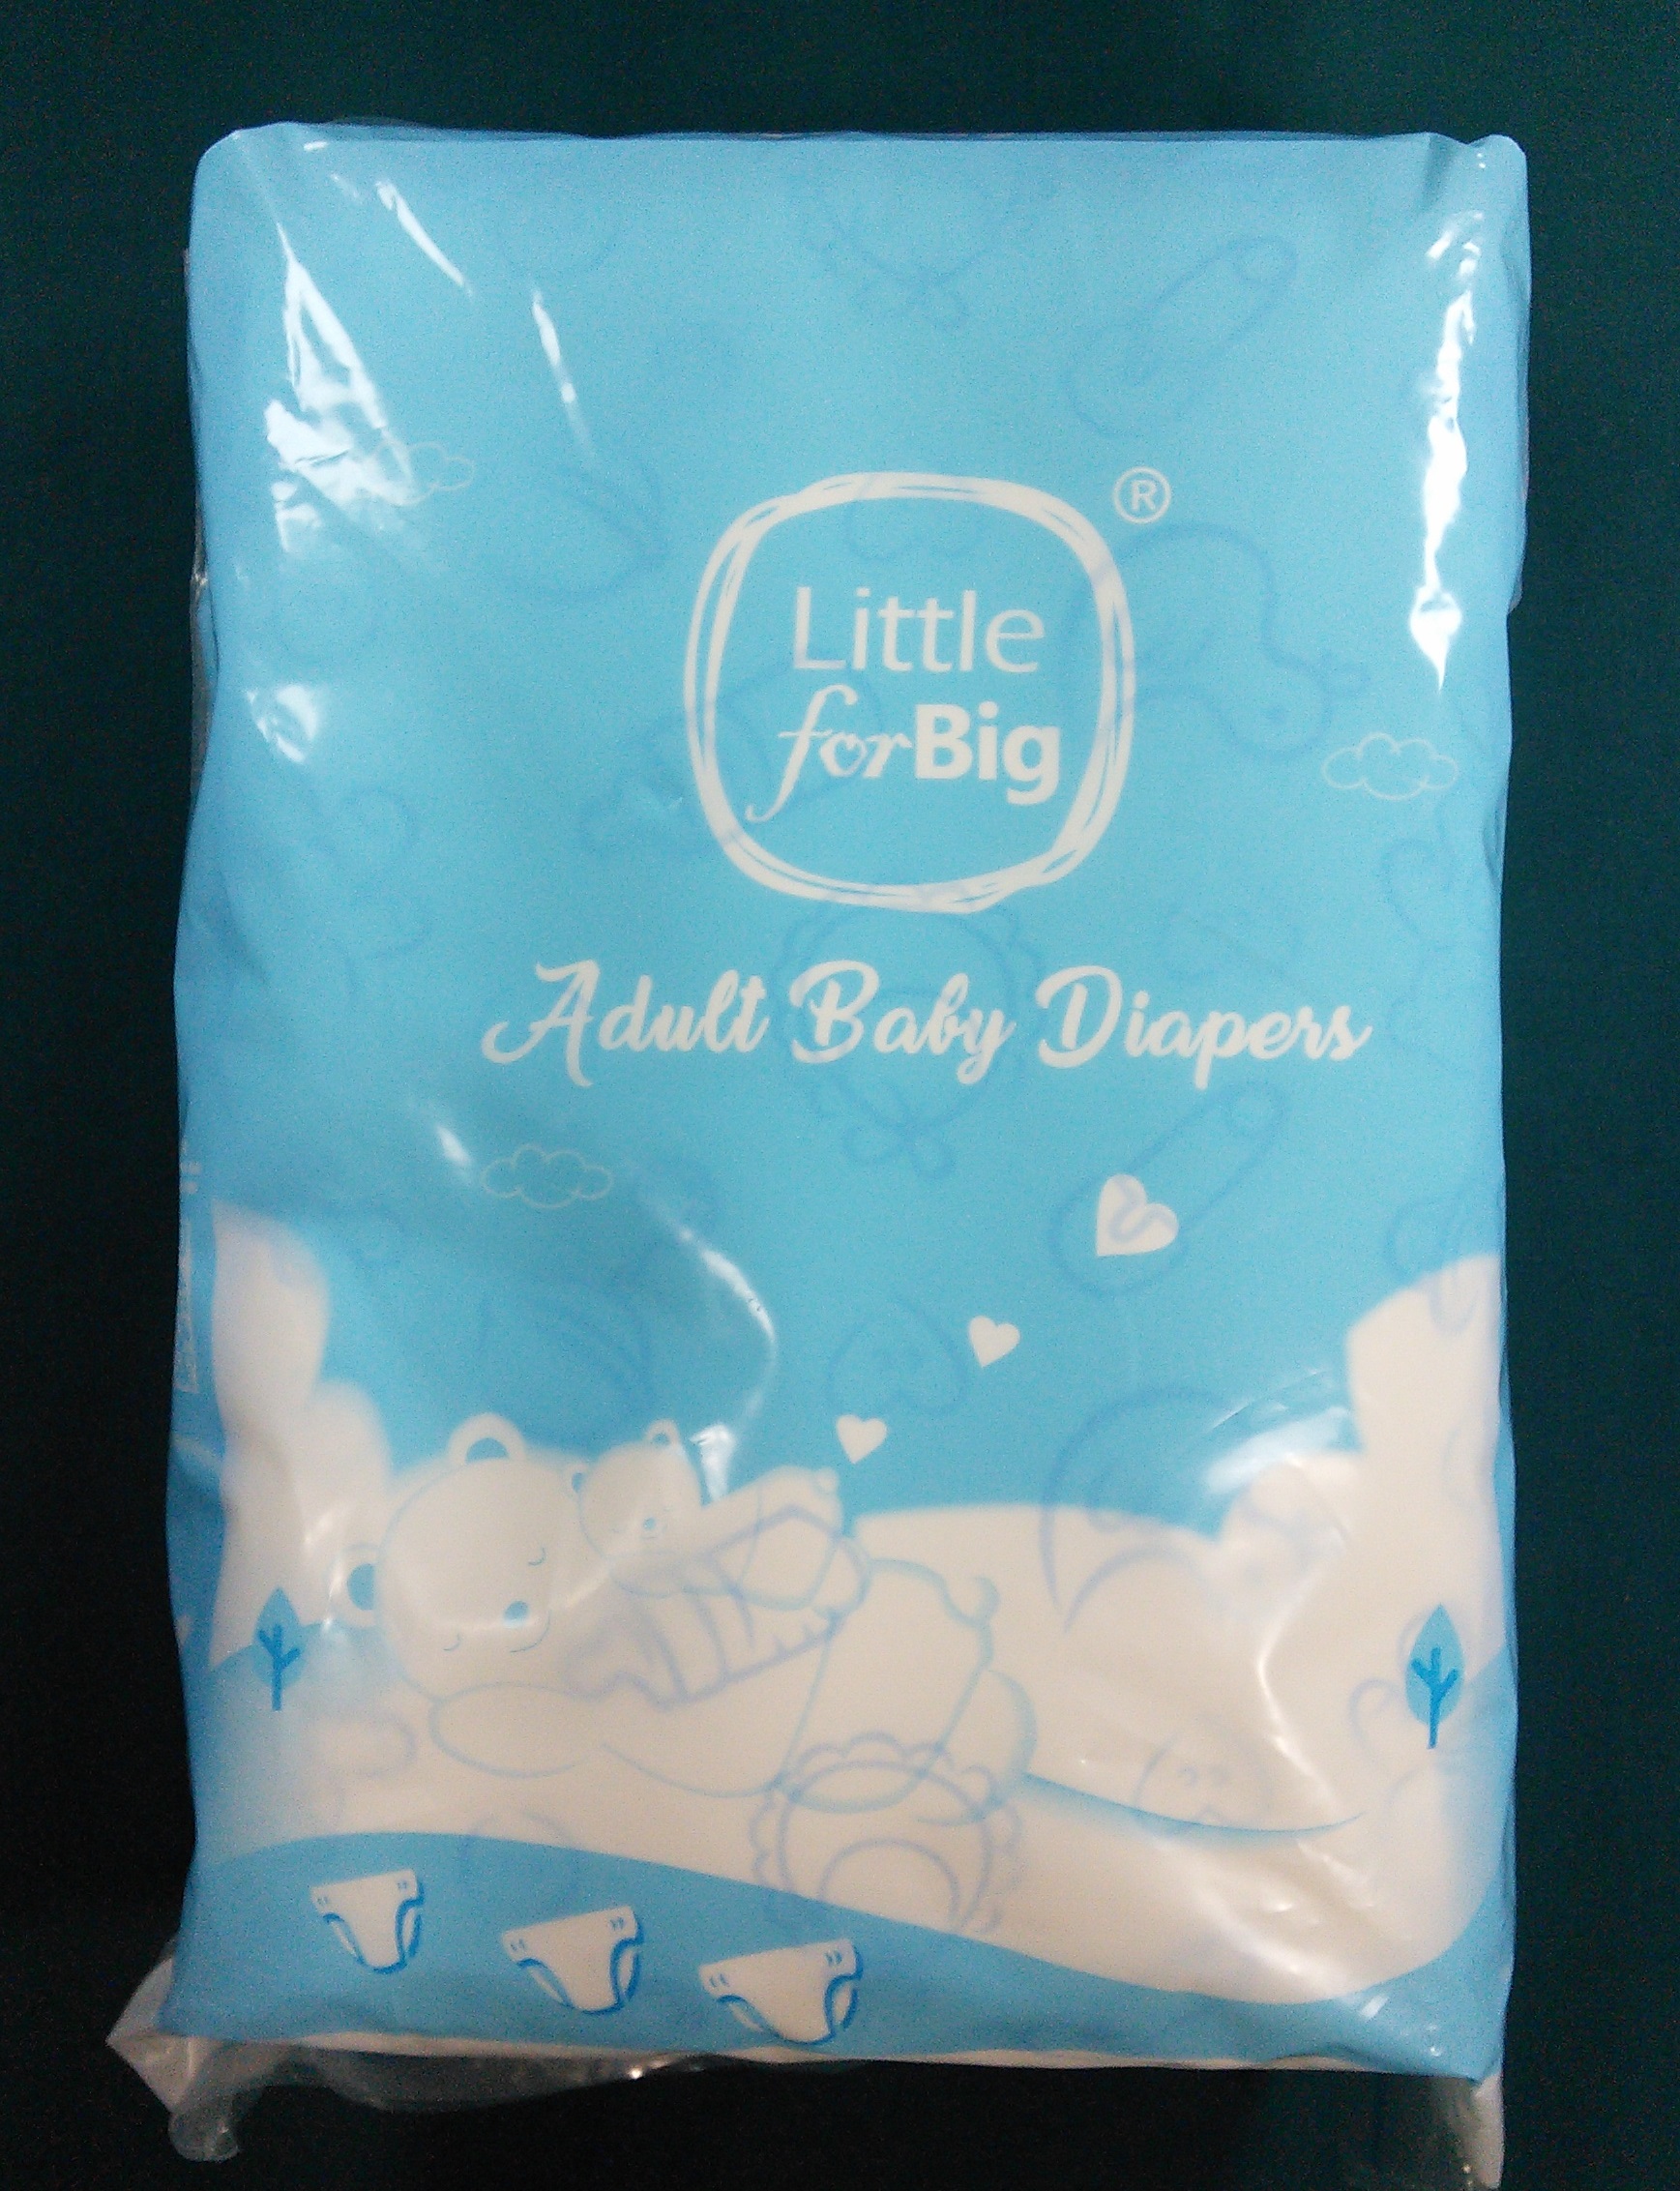 Little
forBig
®
Adult Baby Diapers